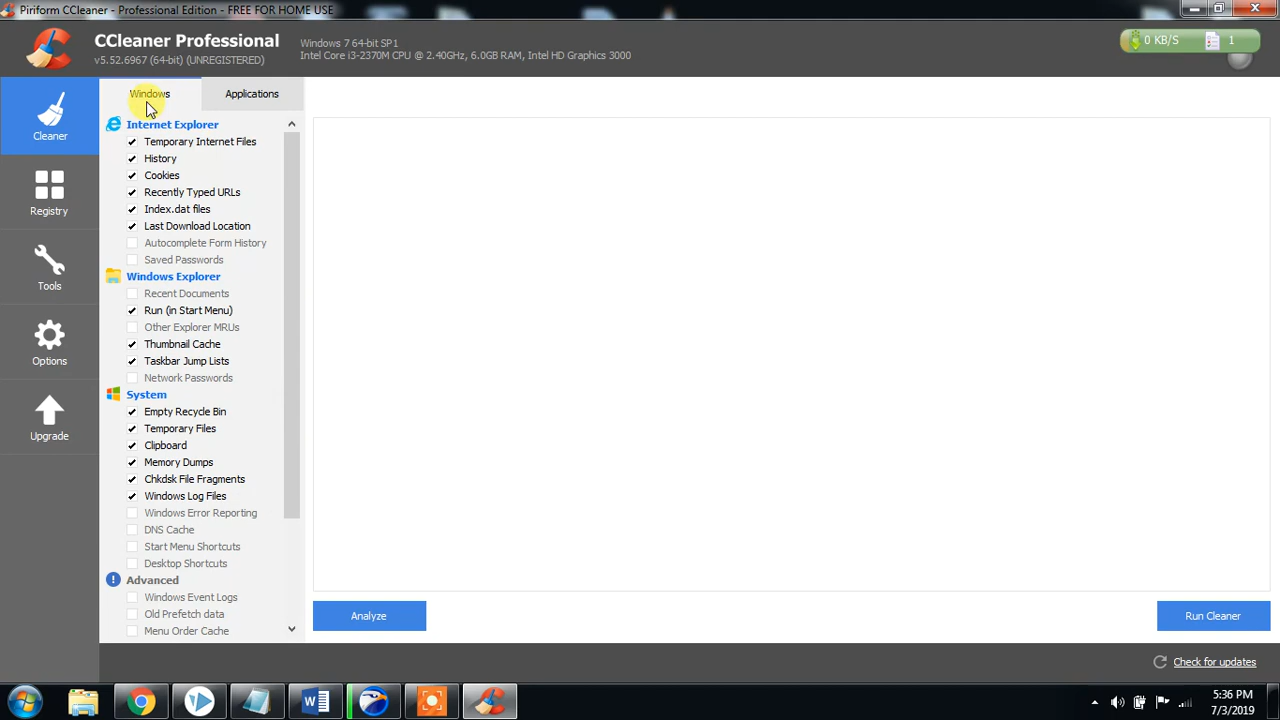 Piriform CCleaner - Professional Edition - FREE FOR HOME USE
CCleaner Professional
v5.52.6967 (64-bit) (UNREGISTERED)
Windows 7 64-bit SP1
Intel Core i3-2370M CPU @ 2.40GHz, 6.0GB RAM, Intel HD Graphics 3000
0 KB/S
1
Cleaner
Registry
Tools
Options
Upgrade
Windows
Applications
Internet Explorer
Temporary Internet Files
History
Cookies
Recently Typed URLs
Index.dat files
Last Download Location
Autocomplete Form History
Saved Passwords
Windows Explorer
Recent Documents
Run (in Start Menu)
Other Explorer MRUs
Thumbnail Cache
Taskbar Jump Lists
Network Passwords
System
Empty Recycle Bin
Temporary Files
Clipboard
Memory Dumps
Chkdsk File Fragments
Windows Log Files
Windows Error Reporting
DNS Cache
Start Menu Shortcuts
Desktop Shortcuts
Advanced
Windows Event Logs
Old Prefetch data
Menu Order Cache
Analyze
Run Cleaner
Check for updates
5:36 PM
7/3/2019